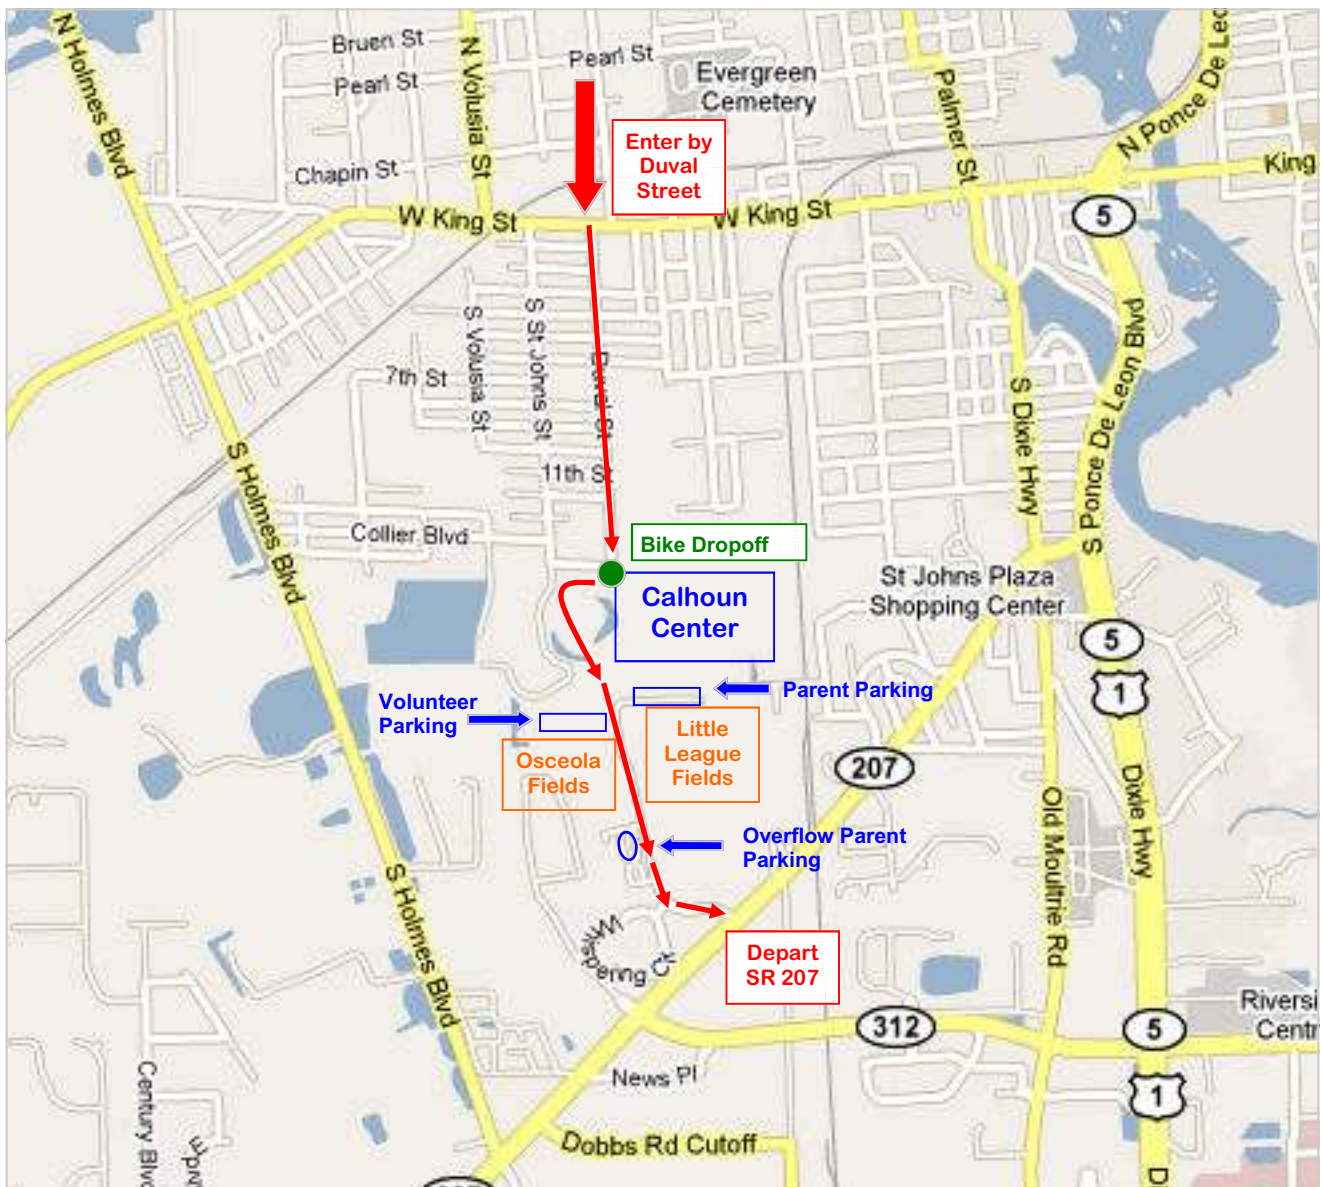 N Holmes Blvd
Bruen St
N Volusia St
Pearl St
Pearl St
Evergreen
Cemetery
Palmer St
N Ponce De Leo
Enter by
Duval
Street
Chapin St
King
W King St
W King St
5
S Volusia St
S St Johns St
Duval St
7th St
S Dixie Hwy
S Ponce De Leon Blvd
11th St
S Holmes Blvd
Collier Blvd
Bike Dropoff
Calhoun
Center
St Johns Plaza
Shopping Center
5
1
Volunteer
Parking
Parent Parking
Little
League
Fields
Osceola
Fields
207
Dixie Hwy
Old Moultrie Rd
Overflow Parent
Parking
S Holmes Blvd
Whispering Cr
Depart
SR 207
Riversi
Centr
312
5
News Pl
1
Century Blvd
Dobbs Rd Cutoff
D